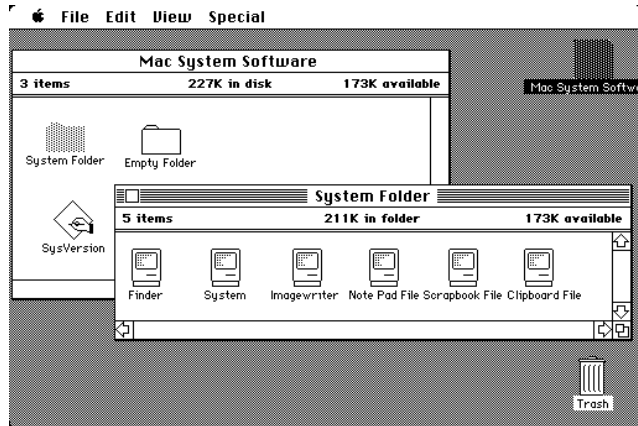 File Edit View Special
Mac System Software
3 items 227K in disk 173K available
Mac System Softw
System Folder Empty Folder
System Folder
5 items 211K in folder 173K available
SysVersion
Finder System Imagewriter Note Pad File Scrapbook File Clipboard File
Trash